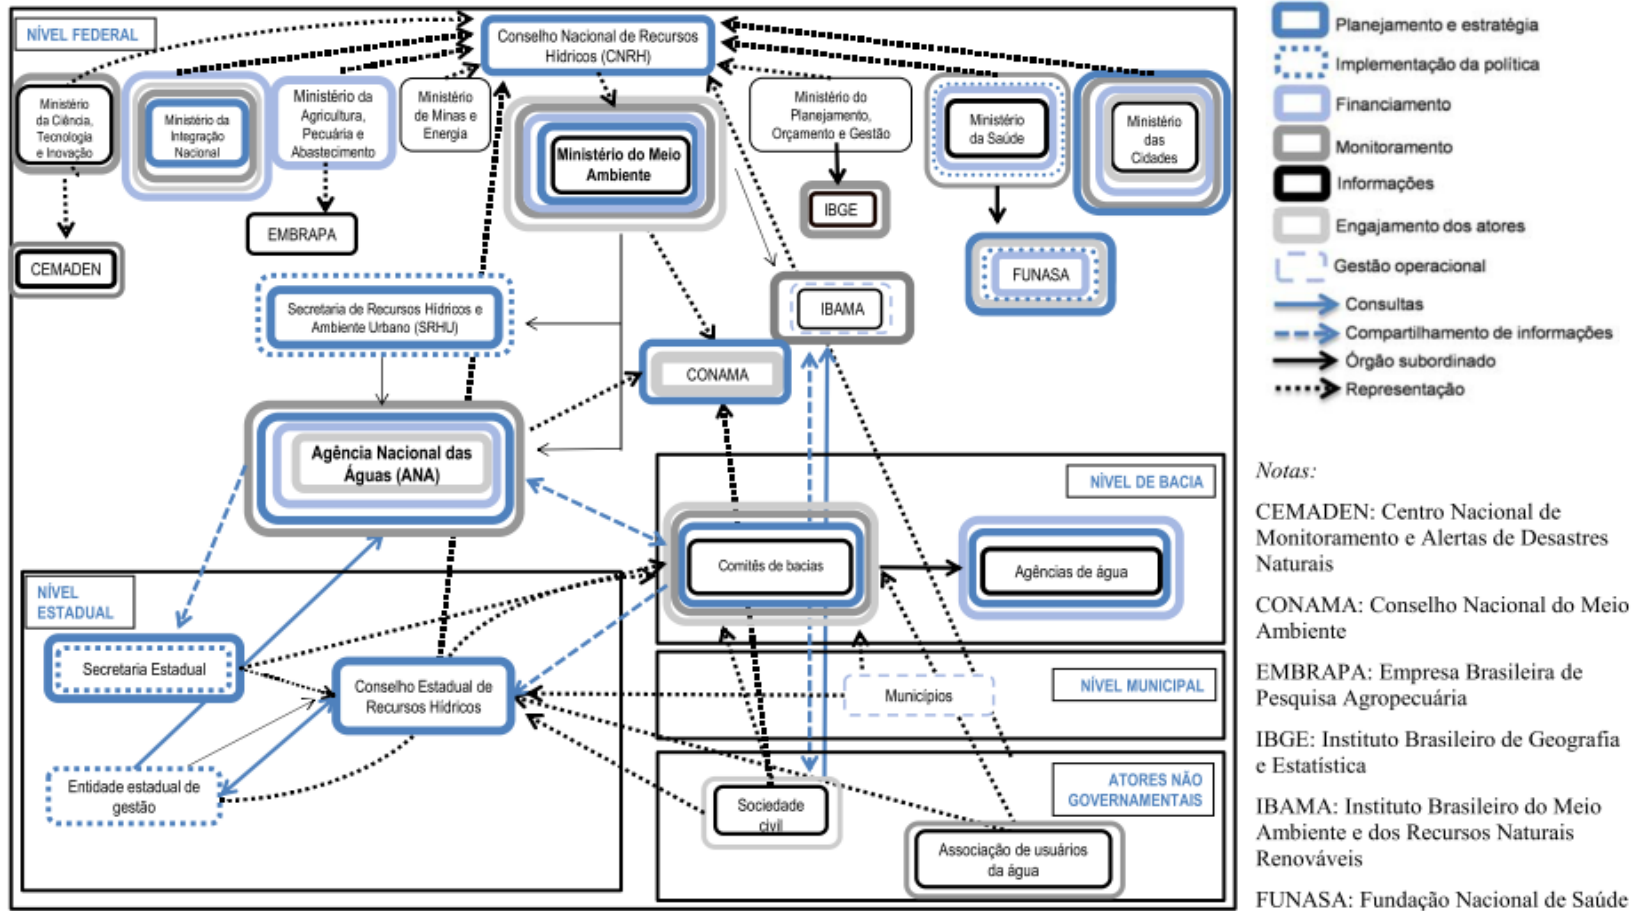 NÍVEL FEDERAL
Conselho Nacional de Recursos
Hídricos (CNRH)
Ministério
da Ciência,
Tecnologia
e Inovação
Ministério da
Integração
Nacional
Ministério da
Agricultura,
Pecuária e
Abastecimento
Ministério
de Minas e
Energia
Ministério do Meio
Ambiente
Ministério do
Planejamento,
Orçamento e Gestão
Ministério
da Saúde
Ministério
das
Cidades
CEMADEN
EMBRAPA
IBGE
FUNASA
Secretaria de Recursos Hídricos e
Ambiente Urbano (SRHU)
IBAMA
CONAMA
Agência Nacional das
Águas (ANA)
NÍVEL DE BACIA
Comitês de bacias
Agências de água
NÍVEL
ESTADUAL
Secretaria Estadual
Conselho Estadual de
Recursos Hídricos
Entidade estadual de
gestão
NÍVEL MUNICIPAL
Municípios
ATORES NÃO
GOVERNAMENTAIS
Sociedade
civil
Associação de usuários
da água
Planejamento e estratégia
Implementação da política
Financiamento
Monitoramento
Informações
Engajamento dos atores
Gestão operacional
Consultas
Compartilhamento de informações
Órgão subordinado
Representação
Notas:
CEMADEN: Centro Nacional de
Monitoramento e Alertas de Desastres
Naturais
CONAMA: Conselho Nacional do Meio
Ambiente
EMBRAPA: Empresa Brasileira de
Pesquisa Agropecuária
IBGE: Instituto Brasileiro de Geografia
e Estatística
IBAMA: Instituto Brasileiro do Meio
Ambiente e dos Recursos Naturais
Renováveis
FUNASA: Fundação Nacional de Saúde